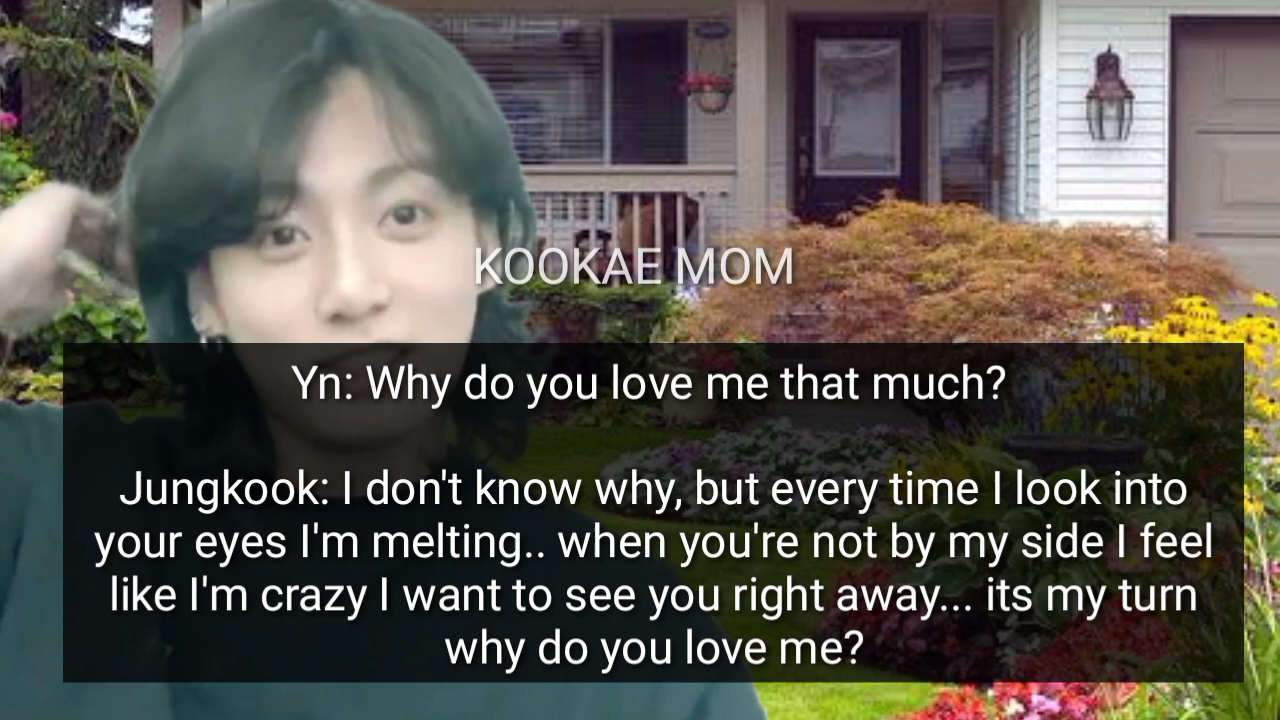 KOOKAE MOM
Yn: Why do you love me that much?
Jungkook: I don't know why, but every time I look into
your eyes I'm melting.. when you're not by my side I feel
like I'm crazy I want to see you right away... its my turn
why do you love me?